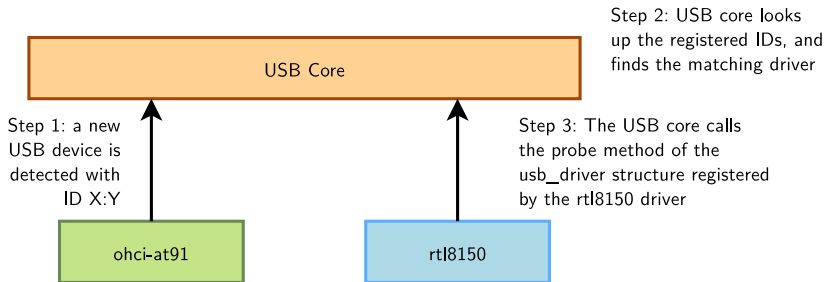 Step 2: USB core looks
up the registered IDs, and
finds the matching driver
USB Core
Step 1: a new
USB device is
detected with
ID X:Y
Step 3: The USB core calls
the probe method of the
usb_driver structure registered
by the rtl8150 driver
ohci-at91
rtl8150